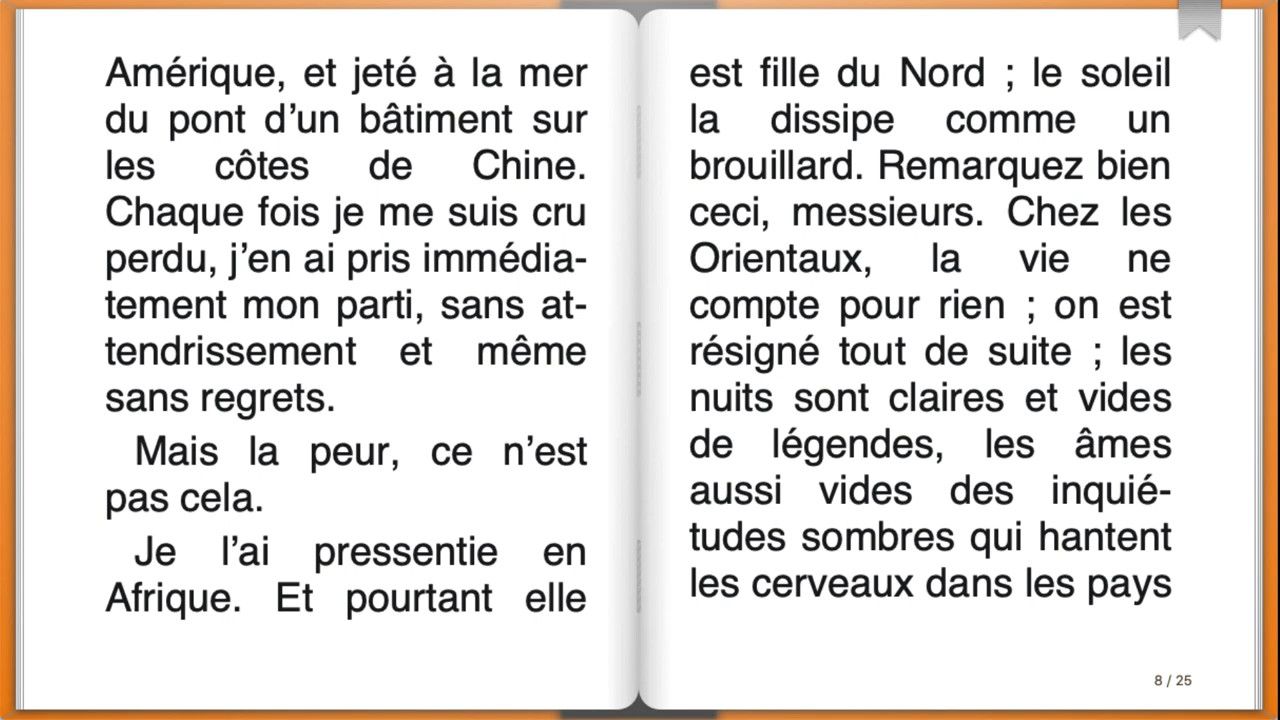 Amérique, et jeté à la mer
du pont d’un bâtiment sur
les côtes de Chine.
Chaque fois je me suis cru
perdu, j’en ai pris immédia-
tement mon parti, sans at-
tendrissement et même
sans regrets.
Mais la peur, ce n’est
pas cela.
Je l’ai pressentie en
Afrique. Et pourtant elle
est fille du Nord ; le soleil
la dissipe comme un
brouillard. Remarquez bien
ceci, messieurs. Chez les
Orientaux, la vie ne
compte pour rien ; on est
résigné tout de suite ; les
nuits sont claires et vides
de légendes, les âmes
aussi vides des inquié-
tudes sombres qui hantent
les cerveaux dans les pays
8 / 25